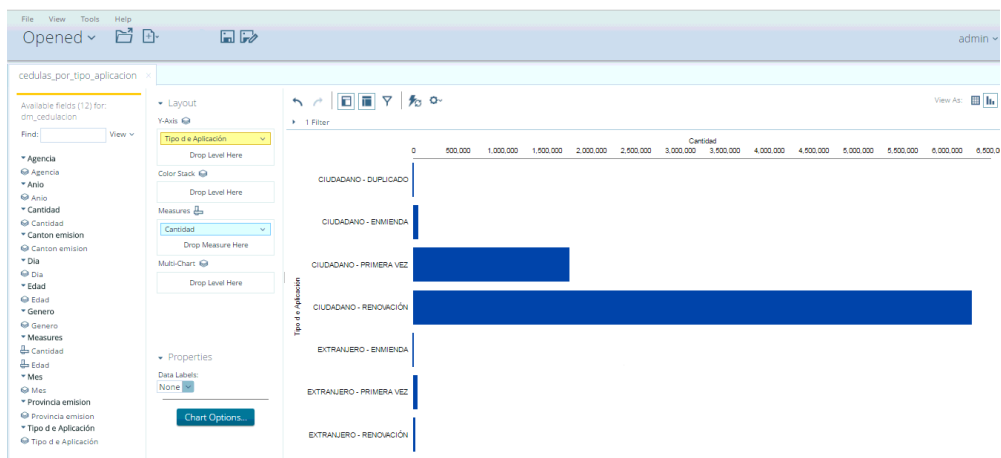 File View Tools Help
Opened
admin
cedulas_por_tipo_aplicacion ×
Available fields (12) for:
dm_cedulacion
Find:
View
Agencia
Agencia
Anio
Anio
Cantidad
Cantidad
Canton emision
Canton emision
Dia
Dia
Edad
Edad
Genero
Genero
Measures
Cantidad
Edad
Mes
Mes
Provincia emision
Provincia emision
Tipo d e Aplicación
Tipo d e Aplicación
Layout
Y-Axis
Tipo d e Aplicación
Drop Level Here
Color Stack
Drop Level Here
Measures
Cantidad
Drop Measure Here
Multi-Chart
Drop Level Here
Properties
Data Labels:
None
Chart Options...
View As:
1 Filter
Cantidad
0 500,000 1,000,000 1,500,000 2,000,000 2,500,000 3,000,000 3,500,000 4,000,000 4,500,000 5,000,000 5,500,000 6,000,000 6,500,0
Tipo d e Aplicación
CIUDADANO - DUPLICADO
CIUDADANO - ENMIENDA
CIUDADANO - PRIMERA VEZ
CIUDADANO - RENOVACIÓN
EXTRANJERO - ENMIENDA
EXTRANJERO - PRIMERA VEZ
EXTRANJERO - RENOVACIÓN